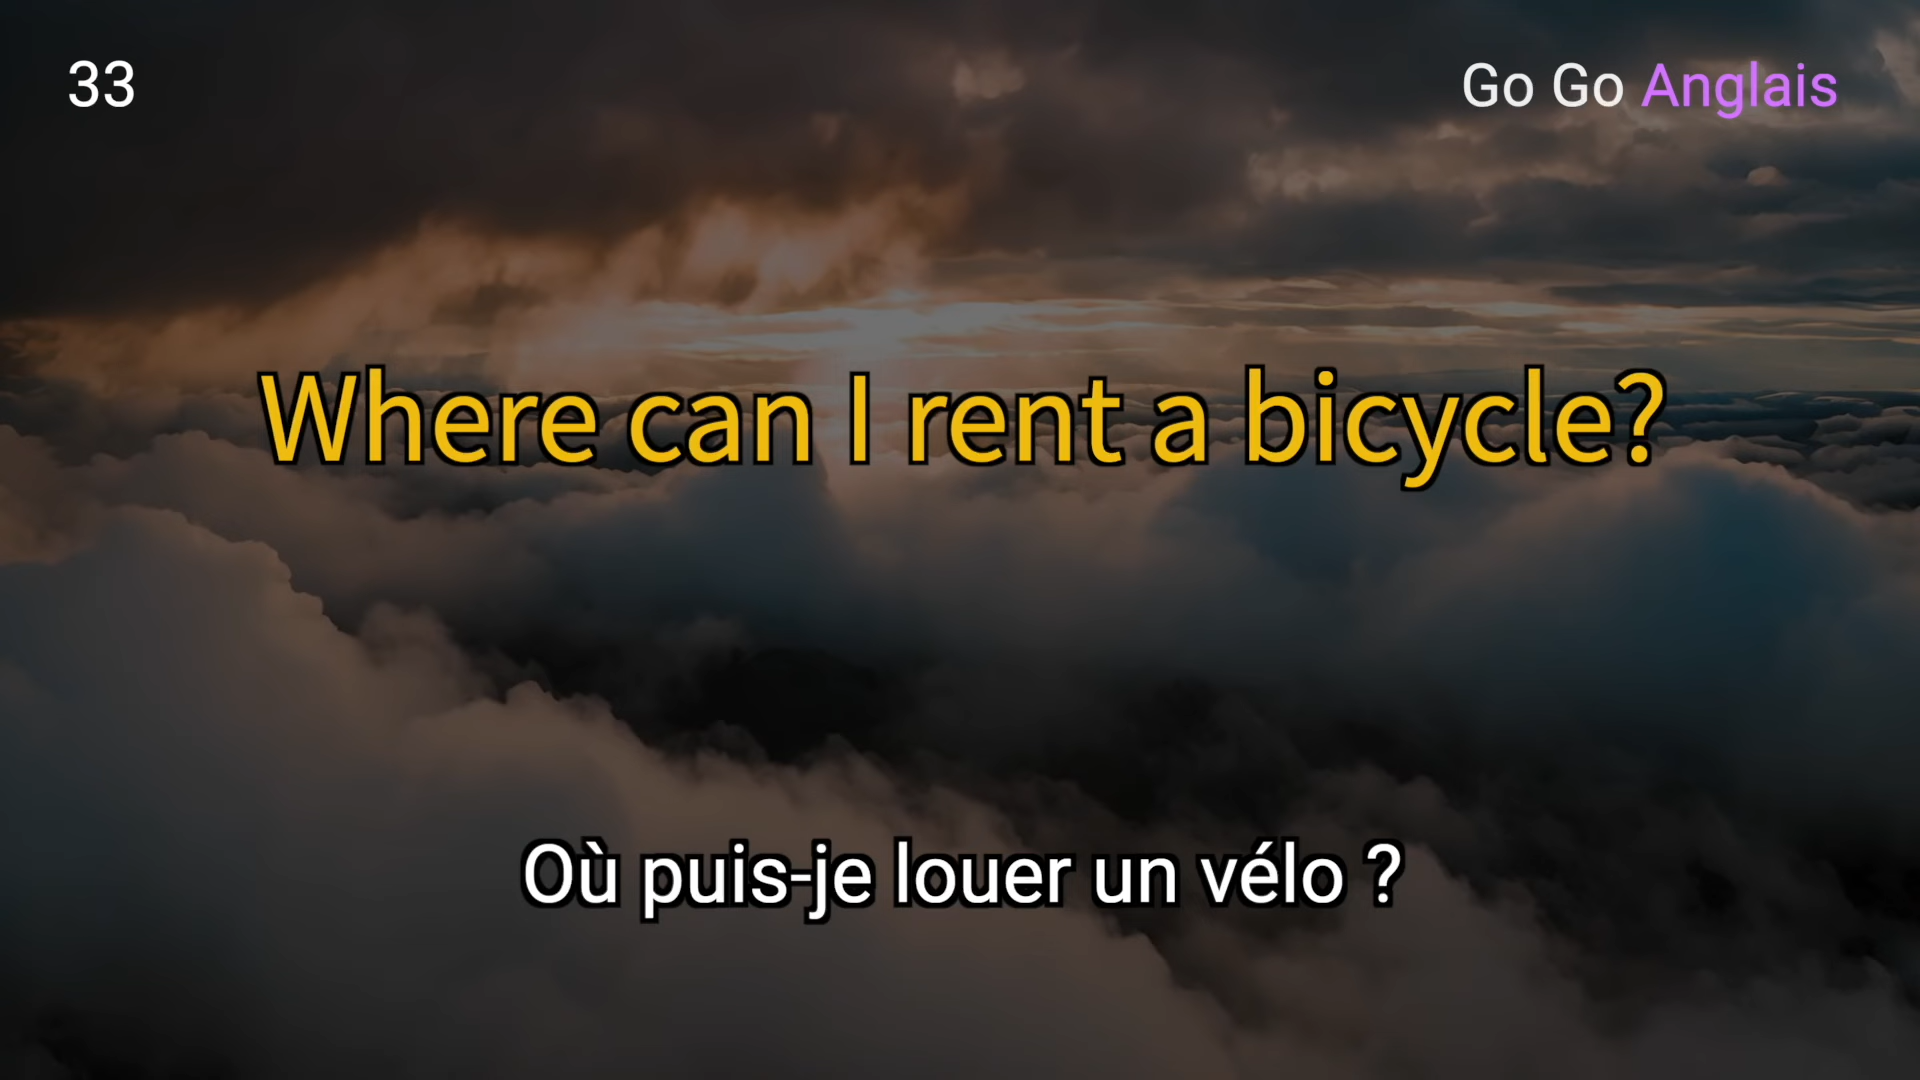 33
Go Go Anglais
Where can I rent a bicycle?
Où puis-je louer un vélo ?